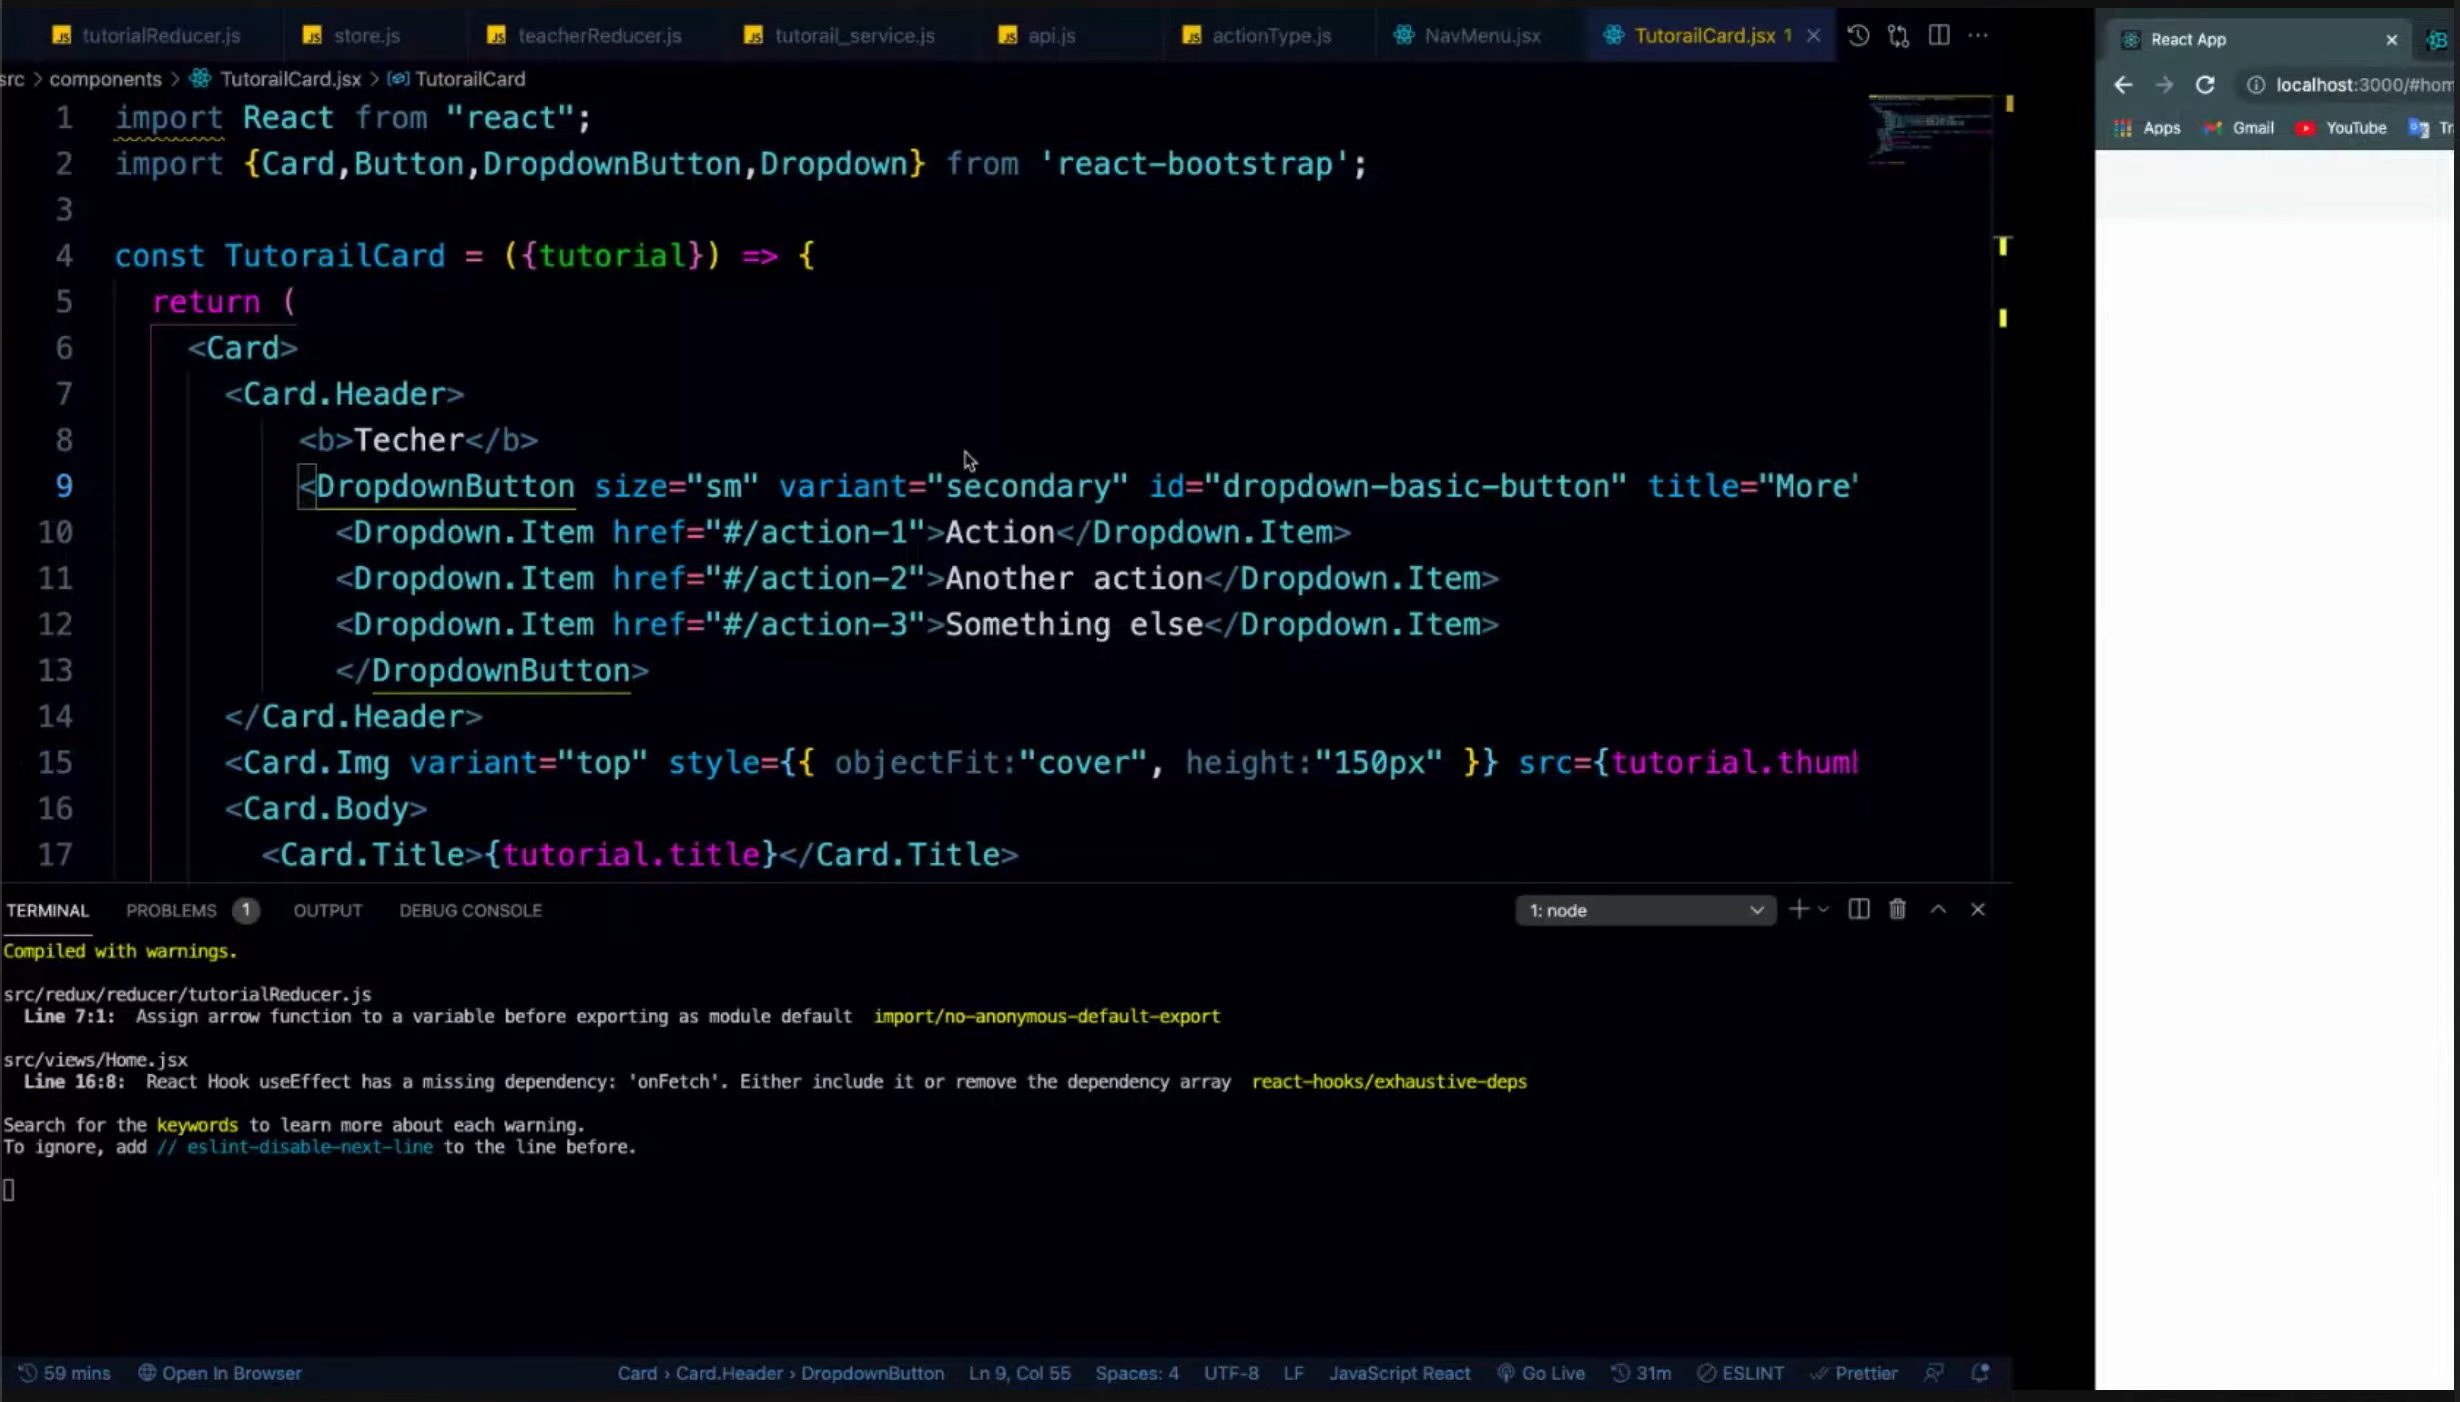 tutorialReducer.js store.js teacherReducer.js tutorail_service.js api.js actionType.js NavMenu.jsx TutorailCard.jsx 1
src > components > TutorailCard.jsx > TutorailCard
1 import React from "react";
2 import {Card,Button,DropdownButton,Dropdown} from 'react-bootstrap';
3
4 const TutorailCard = ({tutorial}) => {
5 return (
6 <Card>
7 <Card.Header>
8 <b>Techer</b>
9 <DropdownButton size="sm" variant="secondary" id="dropdown-basic-button" title="More"
10 <Dropdown.Item href="#/action-1">Action</Dropdown.Item>
11 <Dropdown.Item href="#/action-2">Another action</Dropdown.Item>
12 <Dropdown.Item href="#/action-3">Something else</Dropdown.Item>
13 </DropdownButton>
14 </Card.Header>
15 <Card.Img variant="top" style={{ objectFit:"cover", height:"150px" }} src={tutorial.thum
16 <Card.Body>
17 <Card.Title>{tutorial.title}</Card.Title>
TERMINAL PROBLEMS 1 OUTPUT DEBUG CONSOLE 1: node
Compiled with warnings.
src/redux/reducer/tutorialReducer.js
Line 7:1: Assign arrow function to a variable before exporting as module default import/no-anonymous-default-export
src/views/Home.jsx
Line 16:8: React Hook useEffect has a missing dependency: 'onFetch'. Either include it or remove the dependency array react-hooks/exhaustive-deps
Search for the keywords to learn more about each warning.
To ignore, add // eslint-disable-next-line to the line before.
59 mins Open In Browser Card > Card.Header > DropdownButton Ln 9, Col 55 Spaces: 4 UTF-8 LF JavaScript React Go Live 31m ESLINT Prettier
React App
localhost:3000/#hom
Apps Gmail YouTube Tr